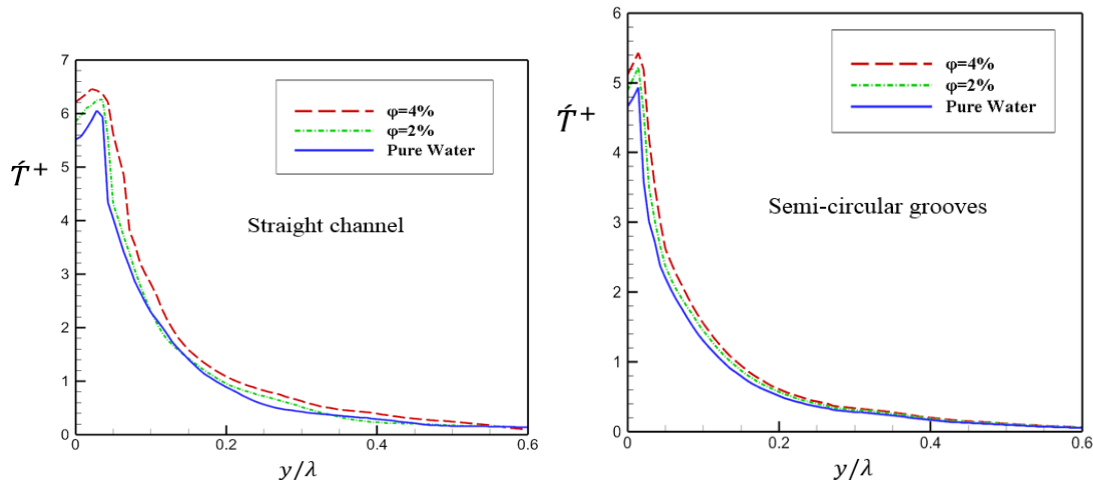 7
6
5
4
3
2
1
0
Τ́⁺
φ=4%
φ=2%
Pure Water
Straight channel
0
0.2
0.4
0.6
y/λ
6
5
4
3
2
1
0
Τ́⁺
φ=4%
φ=2%
Pure Water
Semi-circular grooves
0
0.2
0.4
0.6
y/λ